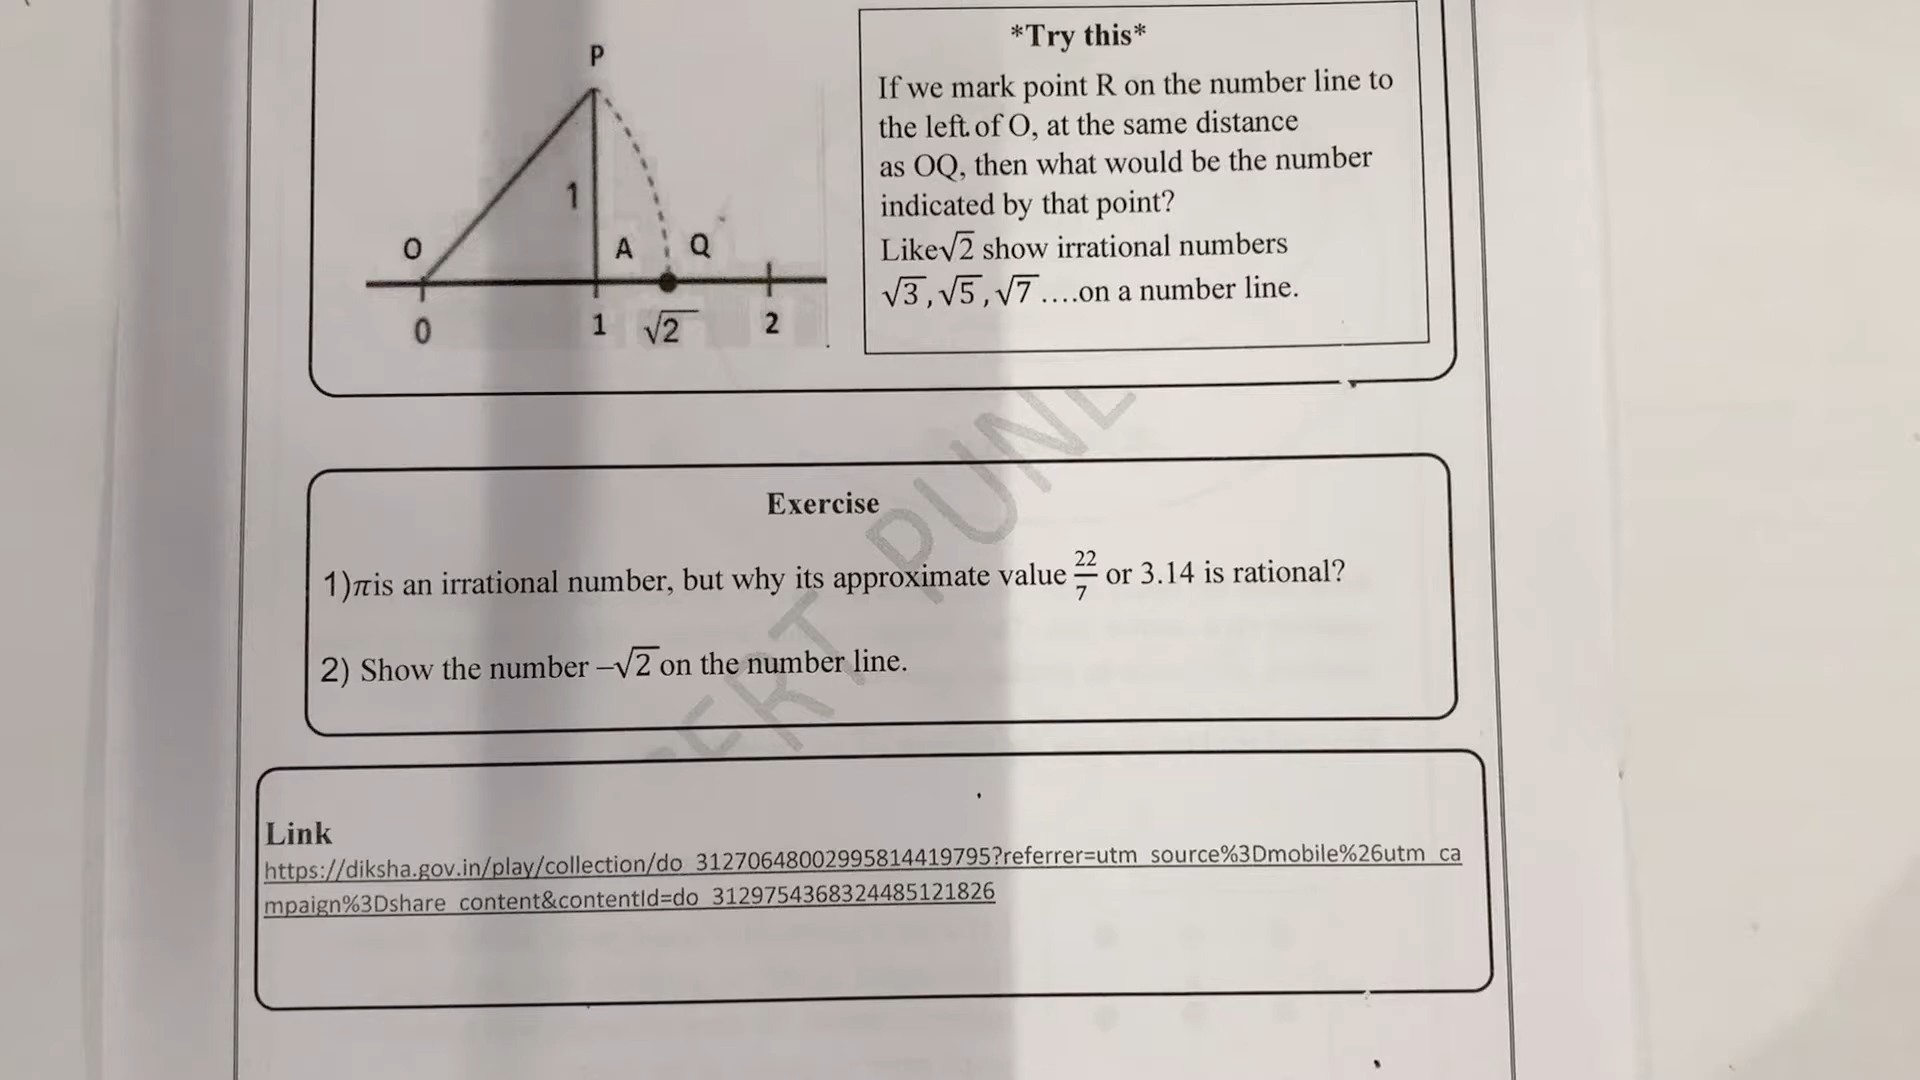 P
1
O
A
Q
0
1
√2
2
*Try this*
If we mark point R on the number line to
the left of O, at the same distance
as OQ, then what would be the number
indicated by that point?
Like√2 show irrational numbers
√3,√5,√7....on a number line.
Exercise
1)π is an irrational number, but why its approximate value 22/7 or 3.14 is rational?
2) Show the number –√2 on the number line.
ERT PUNE
Link
https://diksha.gov.in/play/collection/do_31270648002995814419795?referrer=utm_source%3Dmobile%26utm_ca
mpaign%3Dshare_content&contentId=do_3129754368324485121826